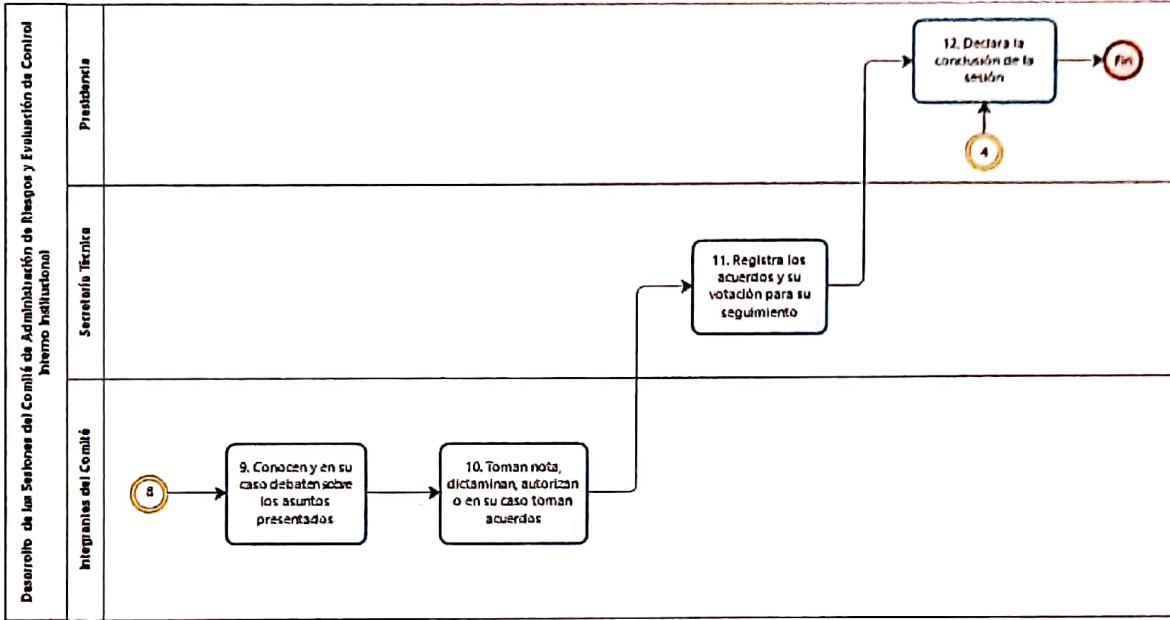 Desarrollo de las Sesiones del Comité de Administración de Riesgos y Evaluación de Control
Interno Institucional
Presidencia
12. Declara la
conclusión de la
sesión
Fin
4
Secretaría Técnica
11. Registra los
acuerdos y su
votación para su
seguimiento
Integrantes del Comité
8
9. Conocen y en su
caso debaten sobre
los asuntos
presentados
10. Toman nota,
dictaminan, autorizan
o en su caso toman
acuerdos